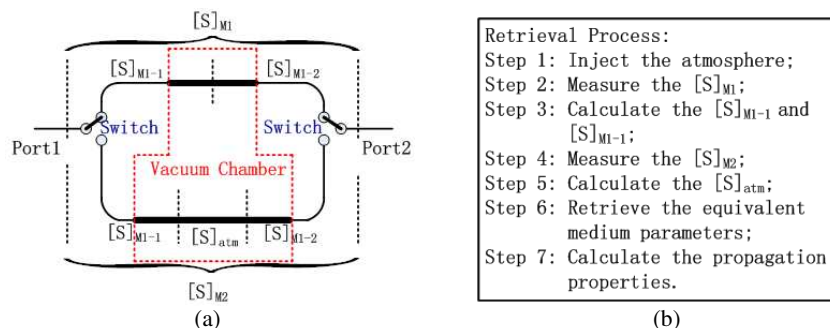 [S]M1
[S]M1-1 [S]M1-2
Switch Switch
Port1 Port2
Vacuum Chamber
[S]M1-1 [S]atm [S]M1-2
[S]M2
(a)
Retrieval Process:
Step 1: Inject the atmosphere;
Step 2: Measure the [S]M1;
Step 3: Calculate the [S]M1-1 and
[S]M1-1;
Step 4: Measure the [S]M2;
Step 5: Calculate the [S]atm;
Step 6: Retrieve the equivalent
medium parameters;
Step 7: Calculate the propagation
properties.
(b)